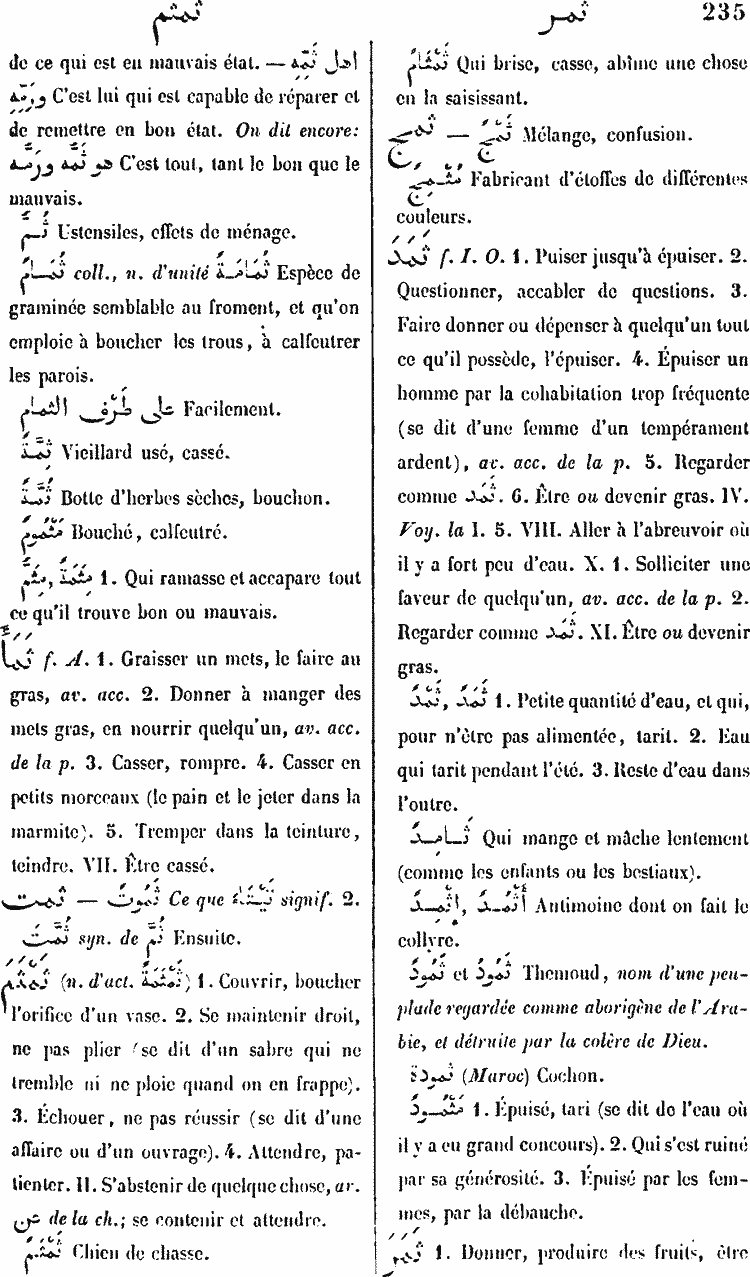 ثمثم
ثمر
235
de ce qui est en mauvais état. — اهل ثُمّه
ورُمّه C'est lui qui est capable de réparer et
de remettre en bon état. On dit encore:
هو ثُمّه ورُمّه C'est tout, tant le bon que le
mauvais.
ثُمّ Ustensiles, effets de ménage.
ثُمَامٌ coll., n. d'unité ثُمَامَةٌ Espèce de
graminée semblable au froment, et qu'on
emploie à boucher les trous, à calfeutrer
les parois.
على طَرَفِ الثمام Facilement.
ثِمَّةٌ Vieillard usé, cassé.
ثُمَّةٌ Botte d'herbes sèches, bouchon.
مَثْمُومٌ Bouché, calfeutré.
مِثَمٌّ, مِثَمَّةٌ 1. Qui ramasse et accapare tout
ce qu'il trouve bon ou mauvais.
ثَمَأَ f. A. 1. Graisser un mets, le faire au
gras, av. acc. 2. Donner à manger des
mets gras, en nourrir quelqu'un, av. acc.
de la p. 3. Casser, rompre. 4. Casser en
petits morceaux (le pain et le jeter dans la
marmite). 5. Tremper dans la teinture,
teindre. VII. Être cassé.
ثمت — ثَمُوتٌ Ce que signif. 2.
ثُمَّتَ syn. de ثُمَّ Ensuite.
ثَمْثَمَ (n. d'act. ثَمْثَمَةٌ) 1. Couvrir, boucher
l'orifice d'un vase. 2. Se maintenir droit,
ne pas plier (se dit d'un sabre qui ne
tremble ni ne ploie quand on en frappe).
3. Échouer, ne pas réussir (se dit d'une
affaire ou d'un ouvrage). 4. Attendre, pa-
tienter. II. S'abstenir de quelque chose, av.
عن de la ch.; se contenir et attendre.
ثَمْثَمٌ Chien de chasse.
ثَمْثَامٌ Qui brise, casse, abîme une chose
en la saisissant.
ثمج — ثَمْجٌ Mélange, confusion.
مُثَمِّجٌ Fabricant d'étoffes de différentes
couleurs.
ثَمَدَ f. I. O. 1. Puiser jusqu'à épuiser. 2.
Questionner, accabler de questions. 3.
Faire donner ou dépenser à quelqu'un tout
ce qu'il possède, l'épuiser. 4. Épuiser un
homme par la cohabitation trop fréquente
(se dit d'une femme d'un tempérament
ardent), av. acc. de la p. 5. Regarder
comme ثَمْد. 6. Être ou devenir gras. IV.
Voy. la I. 5. VIII. Aller à l'abreuvoir où
il y a fort peu d'eau. X. 1. Solliciter une
faveur de quelqu'un, av. acc. de la p. 2.
Regarder comme ثَمْد. XI. Être ou devenir
gras.
ثَمْدٌ, ثَمَدٌ 1. Petite quantité d'eau, et qui,
pour n'être pas alimentée, tarit. 2. Eau
qui tarit pendant l'été. 3. Reste d'eau dans
l'outre.
ثَامِدٌ Qui mange et mâche lentement
(comme les enfants ou les bestiaux).
أَثْمُدٌ, إِثْمِدٌ Antimoine dont on fait le
collyre.
ثَمُودُ et ثَمُودٌ Themoud, nom d'une peu-
plade regardée comme aborigène de l'Ara-
bie, et détruite par la colère de Dieu.
ثمودة (Maroc) Cochon.
مَثْمُودٌ 1. Épuisé, tari (se dit de l'eau où
il y a eu grand concours). 2. Qui s'est ruiné
par sa générosité. 3. Épuisé par les fem-
mes, par la débauche.
ثَمَرَ 1. Donner, produire des fruits, être